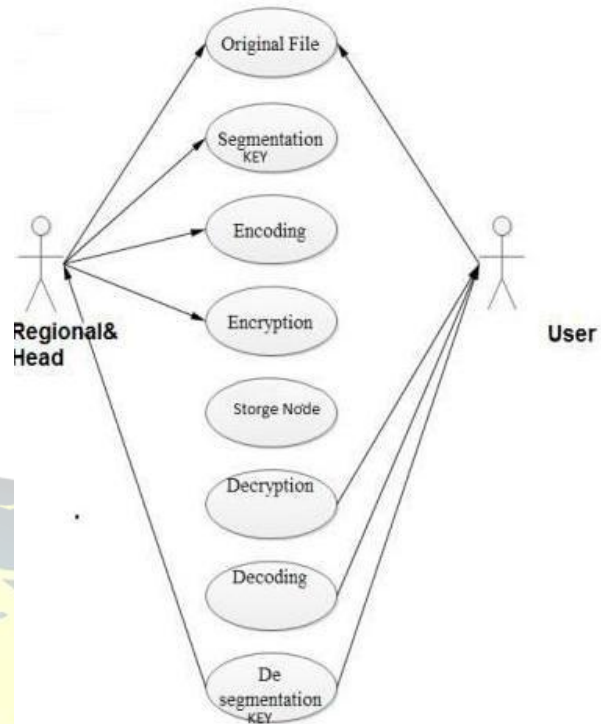 Original File
Segmentation
KEY
Encoding
Encryption
Regional&
Head
User
Storge Node
Decryption
Decoding
De
segmentation
KEY